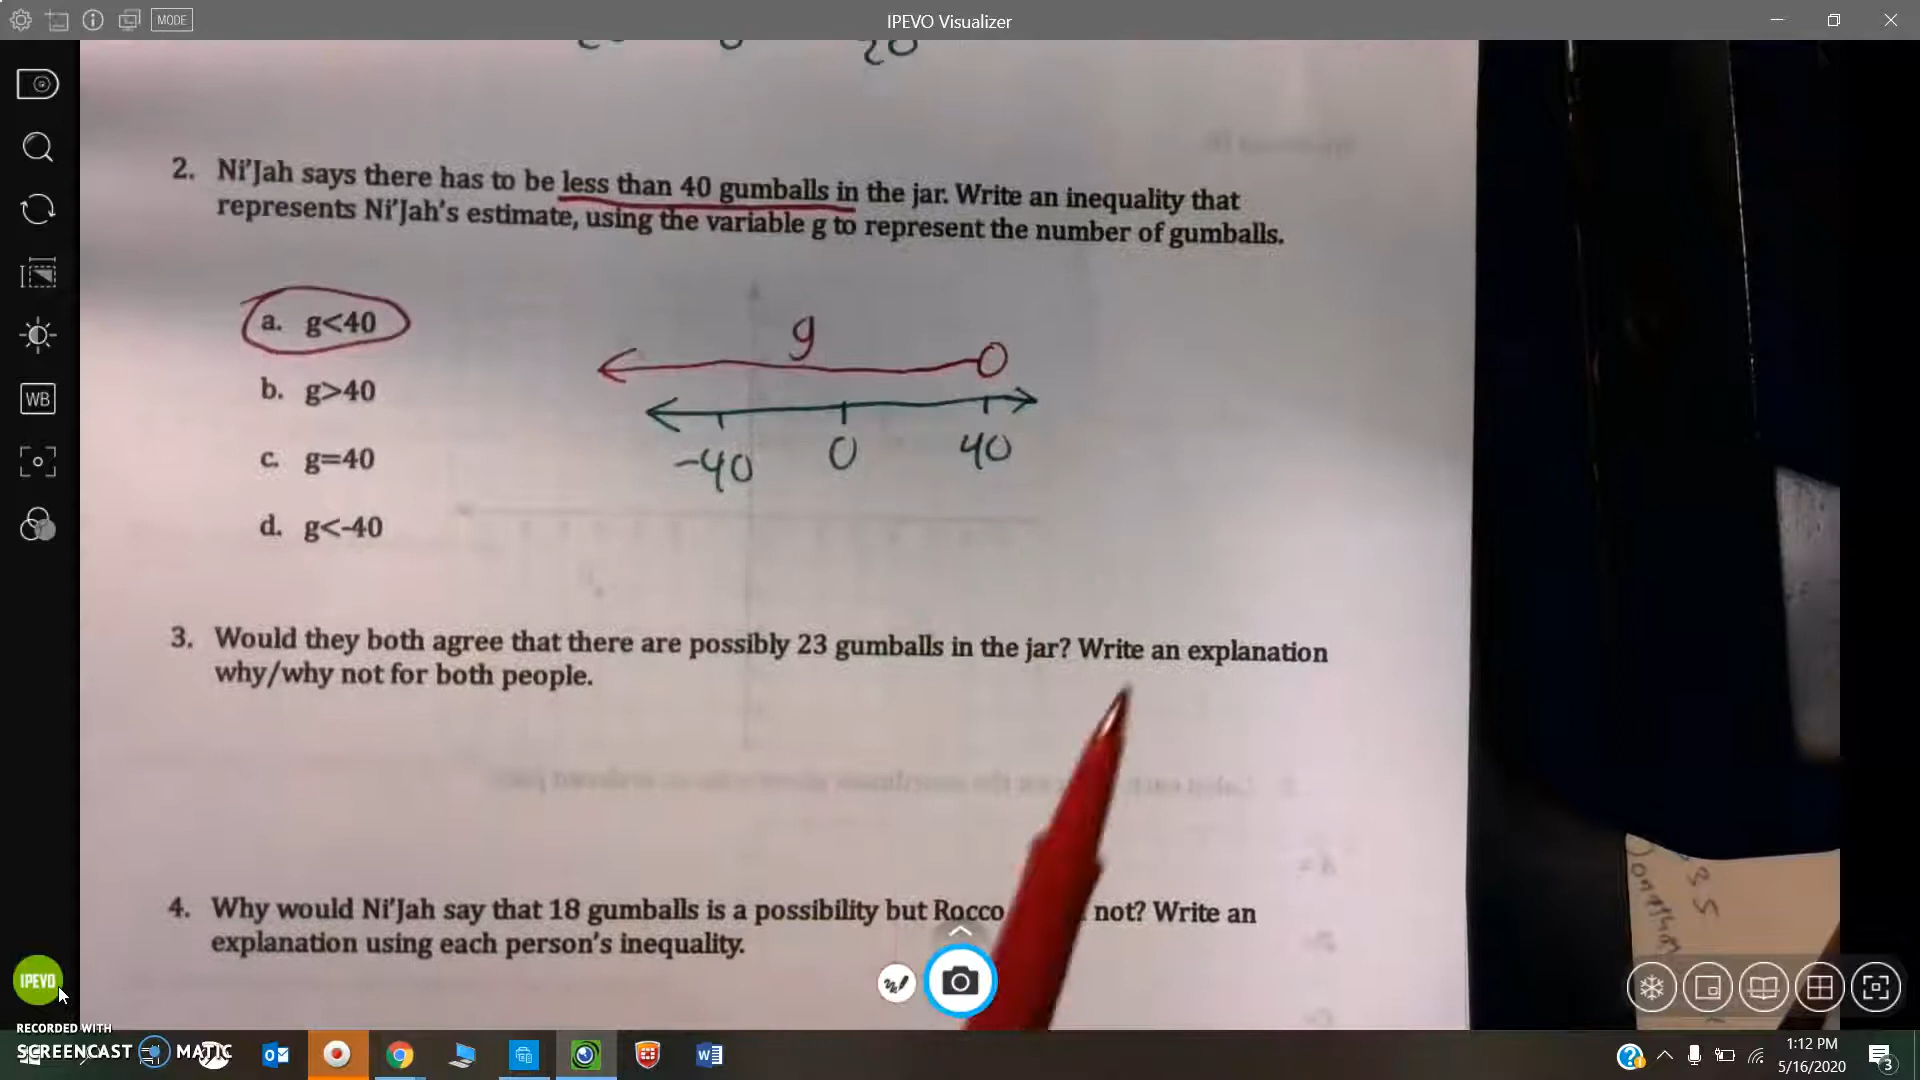 MODE
IPEVO Visualizer
20
2. Ni'Jah says there has to be less than 40 gumballs in the jar. Write an inequality that
represents Ni'Jah's estimate, using the variable g to represent the number of gumballs.
a. g<40
b. g>40
c. g=40
d. g<-40
g
-40 0 40
WB
3. Would they both agree that there are possibly 23 gumballs in the jar? Write an explanation
why/why not for both people.
4. Why would Ni'Jah say that 18 gumballs is a possibility but Rocco not? Write an
explanation using each person's inequality.
IPEVO
RECORDED WITH
SCREENCAST MATIC
1:12 PM
5/16/2020
3